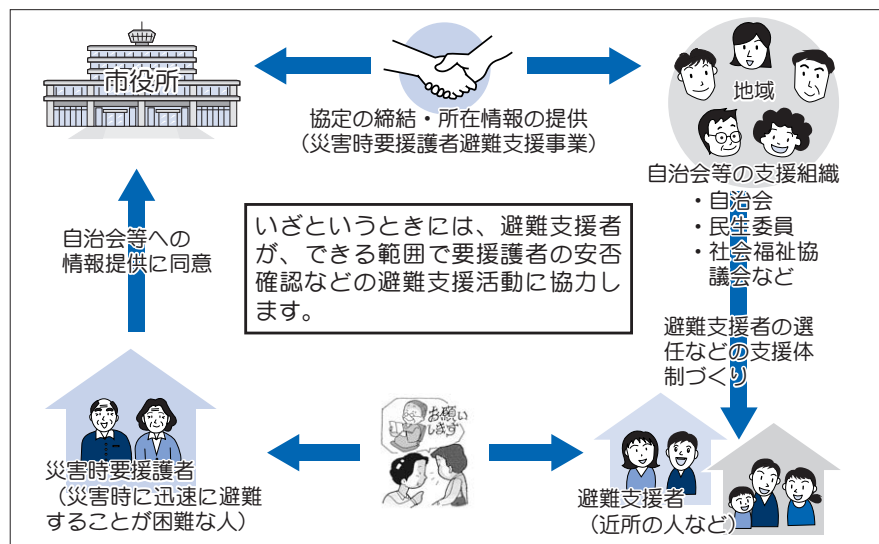 市役所
協定の締結・所在情報の提供
（災害時要援護者避難支援事業）
地域
自治会等の支援組織
・自治会
・民生委員
・社会福祉協
議会など
自治会等への
情報提供に同意
いざというときには、避難支援者
が、できる範囲で要援護者の安否
確認などの避難支援活動に協力し
ます。
避難支援者の選
任などの支援体
制づくり
お願い
します
災害時要援護者
（災害時に迅速に避難
することが困難な人）
避難支援者
（近所の人など）